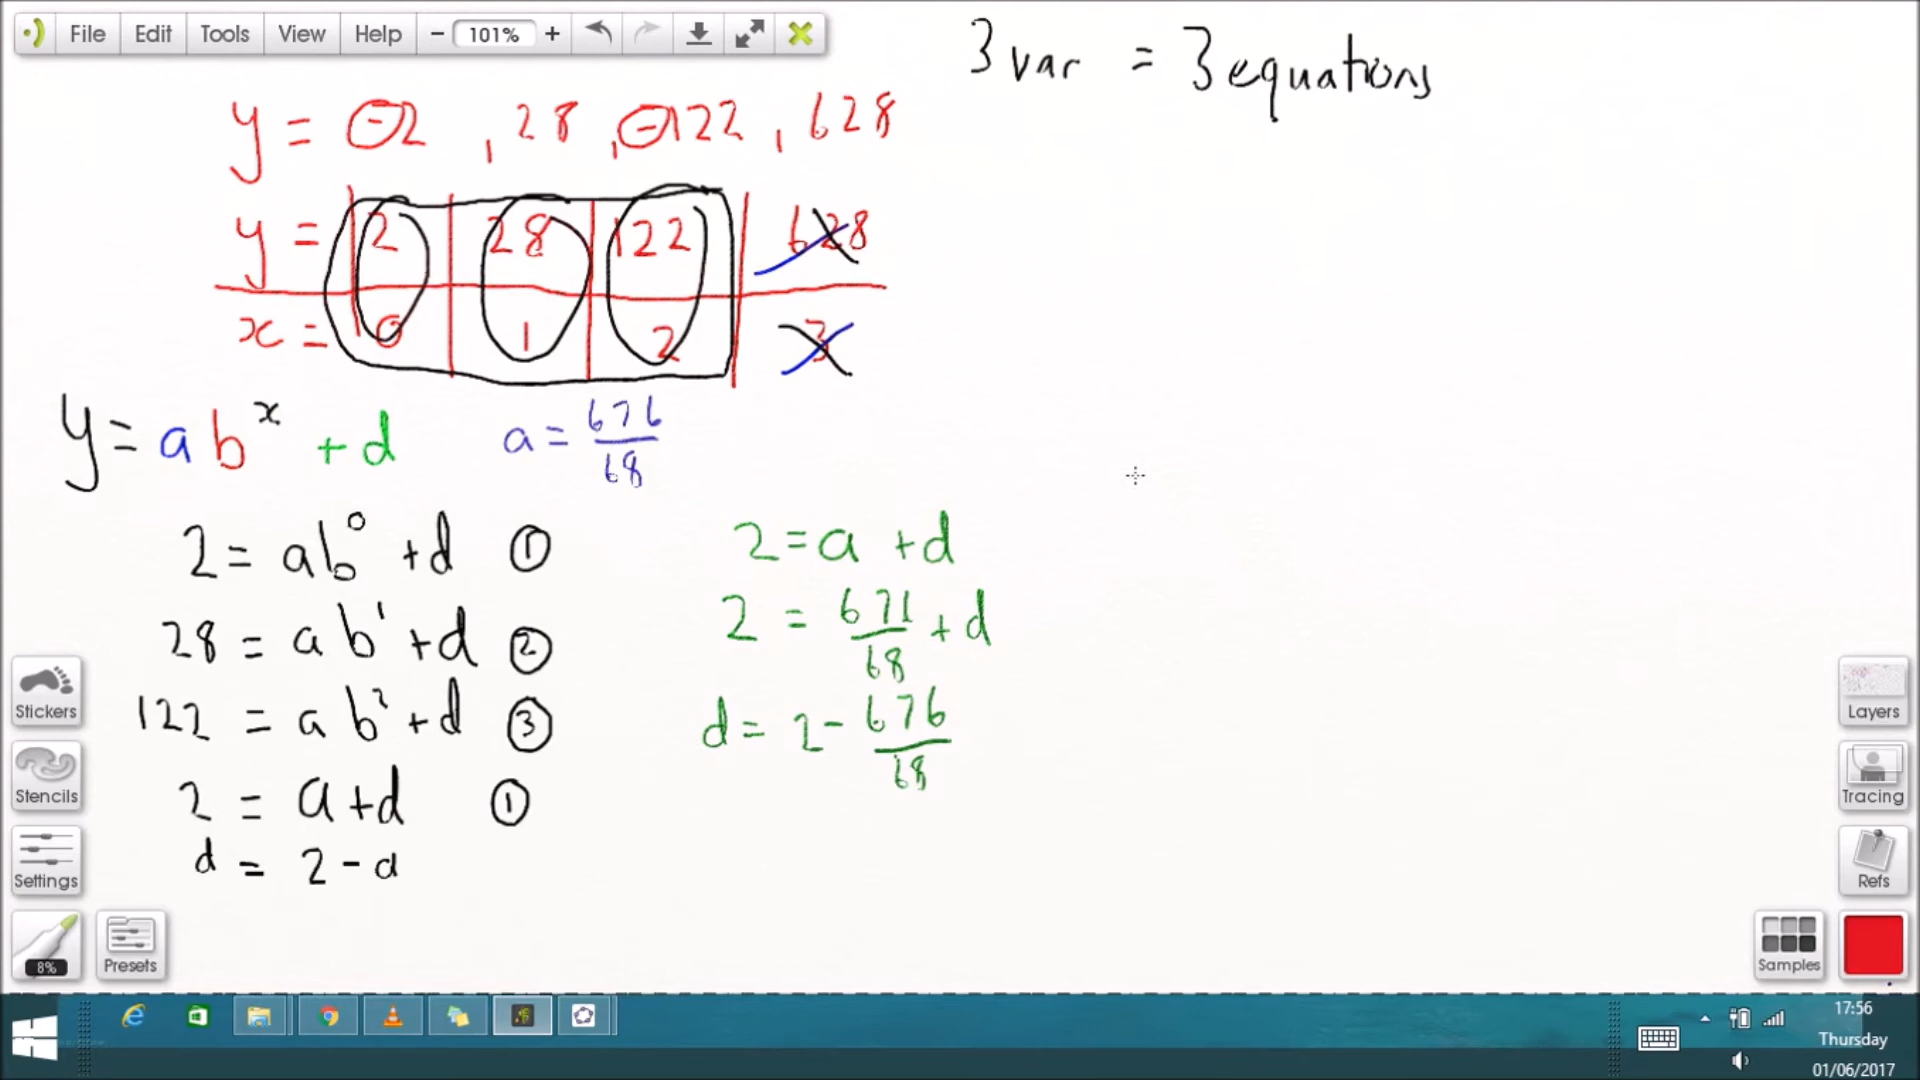 File Edit Tools View Help − 101% +
3 var = 3 equations
y = -2 , 28 , -122 , 628
y = 2 28 122 628
x = 0 1 2 3
y = ab^x + d
a = 676/68
2 = ab^0 + d ①
28 = ab^1 + d ②
122 = ab^2 + d ③
2 = a + d ①
d = 2 - a
2 = a + d
2 = 671/68 + d
d = 2 - 676/68
Stickers
Stencils
Settings
8%
Presets
Layers
Tracing
Refs
Samples
17:56
Thursday
01/06/2017